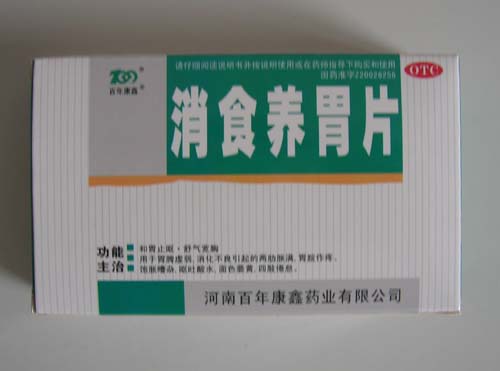 请仔细阅读说明书并按说明使用或在药师指导下购买和使用
国药准字Z20026256
OTC
百年康鑫
消食养胃片
功能主治
和胃止呕·舒气宽胸
用于胃脾虚弱,消化不良引起的两肋胀满,胃脘作疼,
饱胀嘈杂,呕吐酸水,面色萎黄,四肢倦怠。
河南百年康鑫药业有限公司